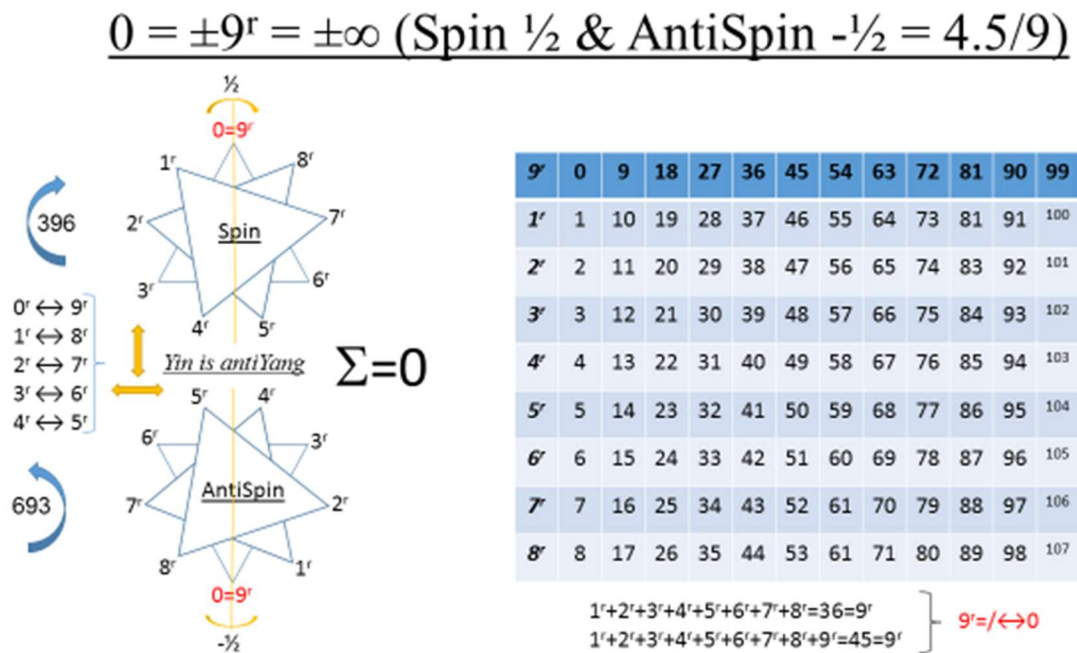 0 = ±9ʳ = ±∞ (Spin ½ & AntiSpin -½ = 4.5/9)
½
0=9ʳ
1ʳ 8ʳ
2ʳ 7ʳ
Spin
3ʳ 6ʳ
4ʳ 5ʳ
396
0ʳ ↔ 9ʳ
1ʳ ↔ 8ʳ
2ʳ ↔ 7ʳ
3ʳ ↔ 6ʳ
4ʳ ↔ 5ʳ
Yin is antiYang
Σ=0
5ʳ 4ʳ
6ʳ 3ʳ
AntiSpin
7ʳ 2ʳ
8ʳ 1ʳ
0=9ʳ
-½
693
9ʳ 0 9 18 27 36 45 54 63 72 81 90 99
1ʳ 1 10 19 28 37 46 55 64 73 81 91 100
2ʳ 2 11 20 29 38 47 56 65 74 83 92 101
3ʳ 3 12 21 30 39 48 57 66 75 84 93 102
4ʳ 4 13 22 31 40 49 58 67 76 85 94 103
5ʳ 5 14 23 32 41 50 59 68 77 86 95 104
6ʳ 6 15 24 33 42 51 60 69 78 87 96 105
7ʳ 7 16 25 34 43 52 61 70 79 88 97 106
8ʳ 8 17 26 35 44 53 61 71 80 89 98 107
1ʳ+2ʳ+3ʳ+4ʳ+5ʳ+6ʳ+7ʳ+8ʳ=36=9ʳ
1ʳ+2ʳ+3ʳ+4ʳ+5ʳ+6ʳ+7ʳ+8ʳ+9ʳ=45=9ʳ
9ʳ=/↔0